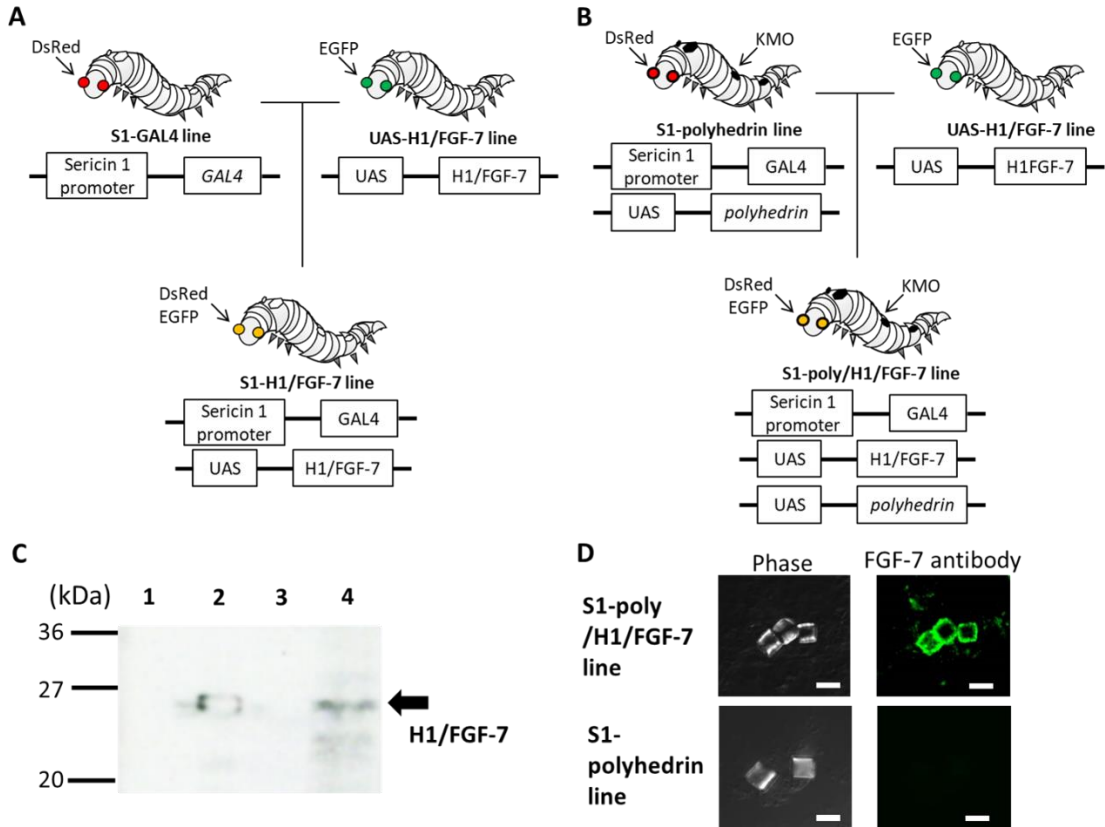 A
DsRed
EGFP
S1-GAL4 line
UAS-H1/FGF-7 line
Sericin 1
promoter
GAL4
UAS
H1/FGF-7
DsRed
EGFP
S1-H1/FGF-7 line
Sericin 1
promoter
GAL4
UAS
H1/FGF-7
B
DsRed
KMO
EGFP
S1-polyhedrin line
UAS-H1/FGF-7 line
Sericin 1
promoter
GAL4
UAS
H1FGF-7
UAS
polyhedrin
DsRed
EGFP
KMO
S1-poly/H1/FGF-7 line
Sericin 1
promoter
GAL4
UAS
H1/FGF-7
UAS
polyhedrin
C
(kDa) 1 2 3 4
36
27
20
H1/FGF-7
D
Phase
FGF-7 antibody
S1-poly
/H1/FGF-7
line
S1-
polyhedrin
line